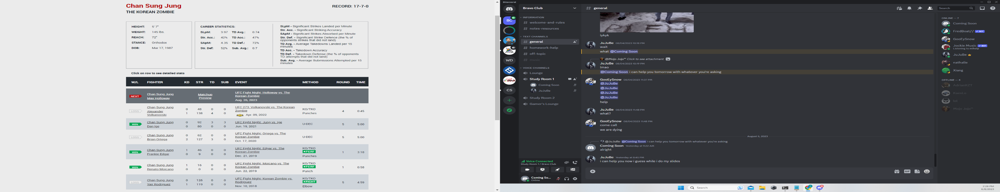 Chan Sung Jung
RECORD: 17-7-0
THE KOREAN ZOMBIE
HEIGHT: 5' 7"
WEIGHT: 145 lbs.
REACH: 72"
STANCE: Orthodox
DOB: Mar 17, 1987
CAREER STATISTICS:
SLpM: 3.97 TD Avg.: 0.74
Str. Acc.: 42% TD Acc.: 47%
SApM: 4.35 TD Def.: 72%
Str. Def: 52% Sub. Avg.: 0.7
SLpM - Significant Strikes Landed per Minute
Str. Acc. - Significant Striking Accuracy
SApM - Significant Strikes Absorbed per Minute
Str. Def. - Significant Strike Defence (the % of
opponents strikes that did not land)
TD Avg. - Average Takedowns Landed per 15
minutes
TD Acc. - Takedown Accuracy
TD Def. - Takedown Defense (the % of opponents
TD attempts that did not land)
Sub. Avg. - Average Submissions Attempted per 15
minutes
Click on row to see detailed stats
W/L FIGHTER KD STR TD SUB EVENT METHOD ROUND TIME
NEXT
Chan Sung Jung
Max Holloway
Matchup
Preview
UFC Fight Night: Holloway vs. The
Korean Zombie
Aug. 26, 2023
LOSS
Chan Sung Jung 0 48 0 0
Alexander
Volkanovski 1 138 4 0
UFC 273: Volkanovski vs. The Korean
Zombie
Apr. 09, 2022
KO/TKO
Punches
4 0:45
WIN
Chan Sung Jung 0 92 3 3
Dan Ige 0 80 0 0
UFC Fight Night: Jung vs. Ige
Jun. 19, 2021
U-DEC 5 5:00
LOSS
Chan Sung Jung 0 62 0 0
Brian Ortega 2 127 3 0
UFC Fight Night: Ortega vs. The
Korean Zombie
Oct. 17, 2020
U-DEC 5 5:00
WIN
Chan Sung Jung 1 46 0 0
Frankie Edgar 0 9 0 0
UFC Fight Night: Edgar vs. The
Korean Zombie
Dec. 21, 2019
KO/TKO
PERF
Punches
1 3:18
WIN
Chan Sung Jung 1 16 0 0
Renato Moicano 0 0 0 0
UFC Fight Night: Moicano vs. The
Korean Zombie
Jun. 22, 2019
KO/TKO
PERF
Punch
1 0:58
LOSS
Chan Sung Jung 0 126 0 0
Yair Rodriguez 1 119 0 0
UFC Fight Night: Korean Zombie vs.
Rodriguez
Nov. 10, 2018
KO/TKO
FIGHT
Elbow
5 4:59
Discord
BC
WD
slack
CS
Bravo Club
INFORMATION
# welcome-and-rules
# notes-resources
TEXT CHANNELS
# general
# homework-help
# off-topic
# music
VOICE CHANNELS
Lounge
Study Room 1
Coming Soon
JuJuBe
Study Room 2
Gamer's Lounge
Voice Connected
Study Room 1 / Bravo Club
Coming So...
Online
# general
Search
iykyk
JuJuBe 08/04/2023 10:18 PM
wait
what @Coming Soon
@Mojo Jojo™ Click to see attachment
JuJuBe 08/04/2023 10:19 PM
lmao
@Coming Soon i can help you tomorrow with whatever you're asking
GooEySnow 08/04/2023 11:37 PM
@JuJuBe
@JuJuBe
@JuJuBe
@JuJuBe
help
JuJuBe 08/04/2023 11:48 PM
what?
GooEySnow 08/04/2023 11:48 PM
come call
we are dying
August 5, 2023
@JuJuBe @Coming Soon i can help you tomorrow with whatever you're asking
Coming Soon Yesterday at 9:22 AM
alright
JuJuBe Yesterday at 8:45 PM
i can help you now i guess while i do my slides
GIF
ONLINE — 7
Coming Soon
FredBoat♪♪ BOT
GooEySnow
Jockie Music BOT
Listening to m!help
JuJuBe
nathalie
Xiang
OFFLINE — 4
AdrianKZT
lol
Mojo Jojo™
Search
2:28 PM
6/8/2023